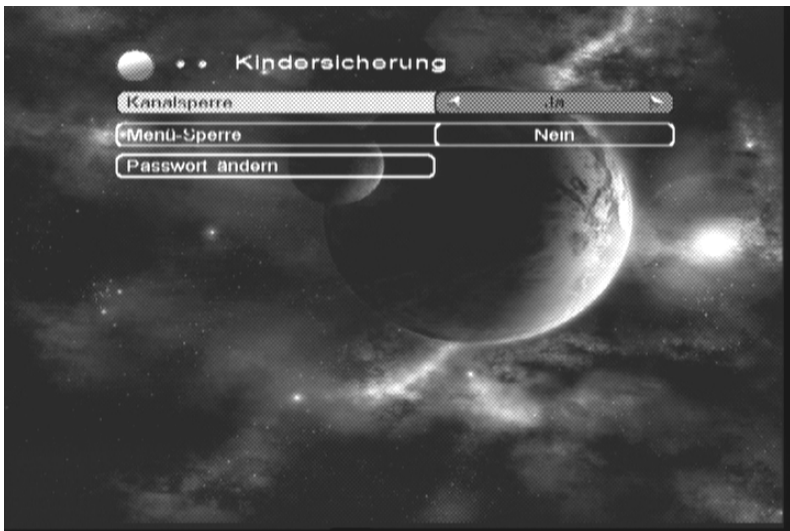 Kindersicherung
Kanalsperre Ja
Menü-Sperre Nein
Passwort ändern